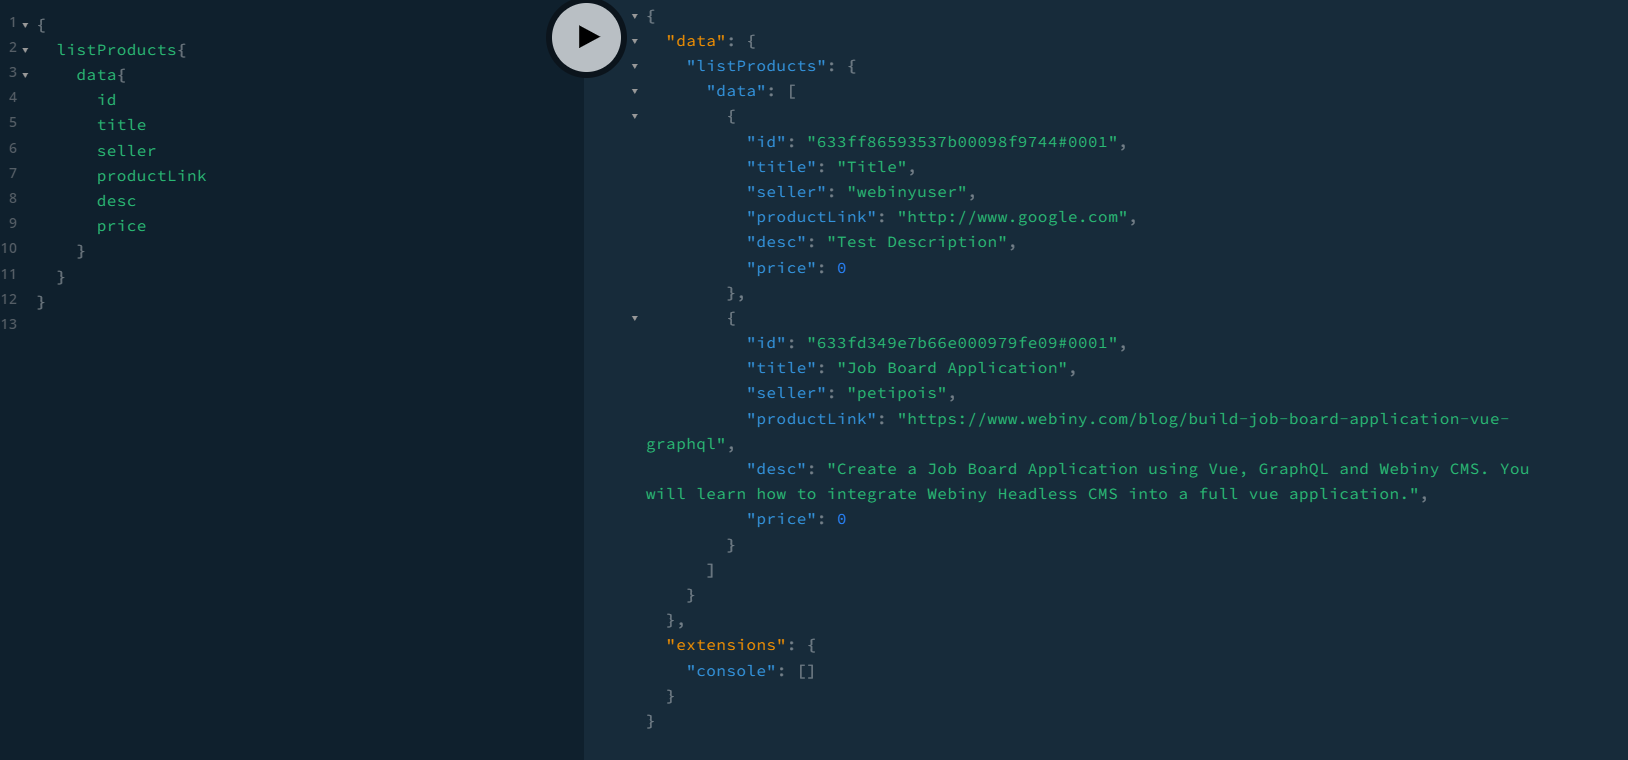 1 {
2 listProducts{
3 data{
4 id
5 title
6 seller
7 productLink
8 desc
9 price
10 }
11 }
12 }
13
{
"data": {
"listProducts": {
"data": [
{
"id": "633ff86593537b00098f9744#0001",
"title": "Title",
"seller": "webinyuser",
"productLink": "http://www.google.com",
"desc": "Test Description",
"price": 0
},
{
"id": "633fd349e7b66e000979fe09#0001",
"title": "Job Board Application",
"seller": "petipois",
"productLink": "https://www.webiny.com/blog/build-job-board-application-vue-
graphql",
"desc": "Create a Job Board Application using Vue, GraphQL and Webiny CMS. You
will learn how to integrate Webiny Headless CMS into a full vue application.",
"price": 0
}
]
}
},
"extensions": {
"console": []
}
}